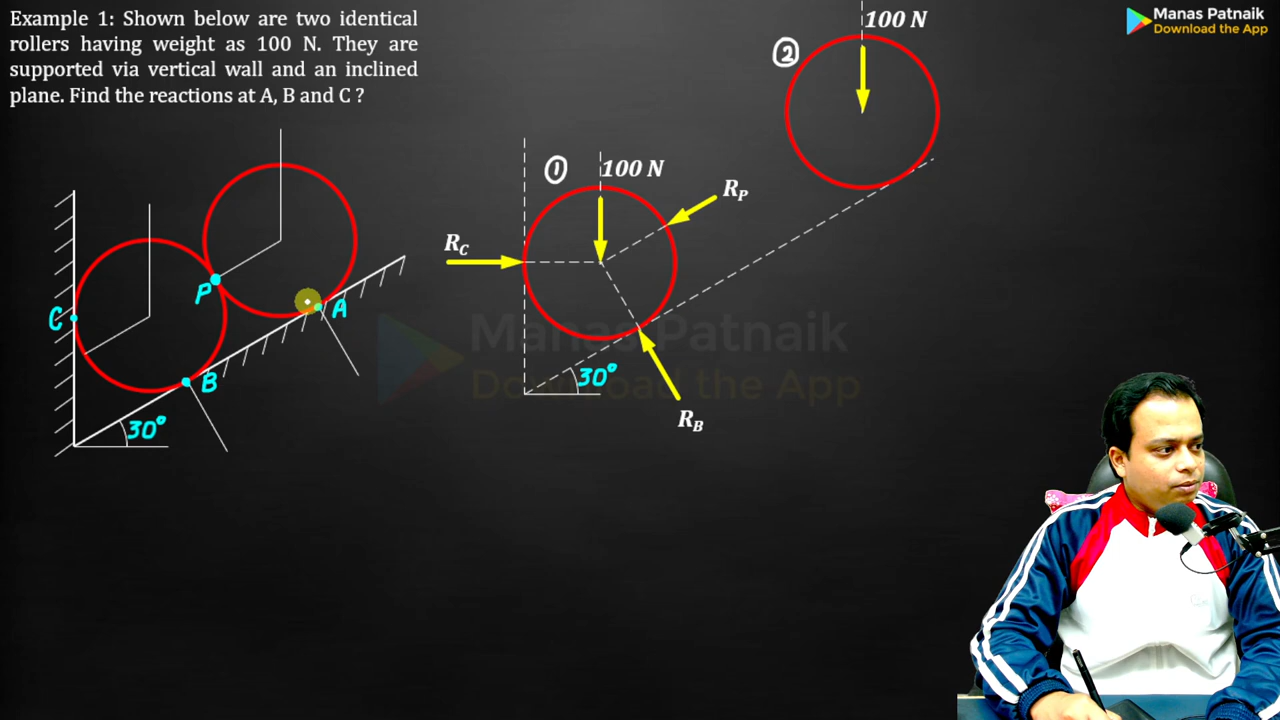 Example 1: Shown below are two identical
rollers having weight as 100 N. They are
supported via vertical wall and an inclined
plane. Find the reactions at A, B and C ?
Manas Patnaik
Download the App
100 N
2
1
100 N
R_P
R_C
P
C
A
B
30°
30°
R_B
Manas Patnaik
Download the App